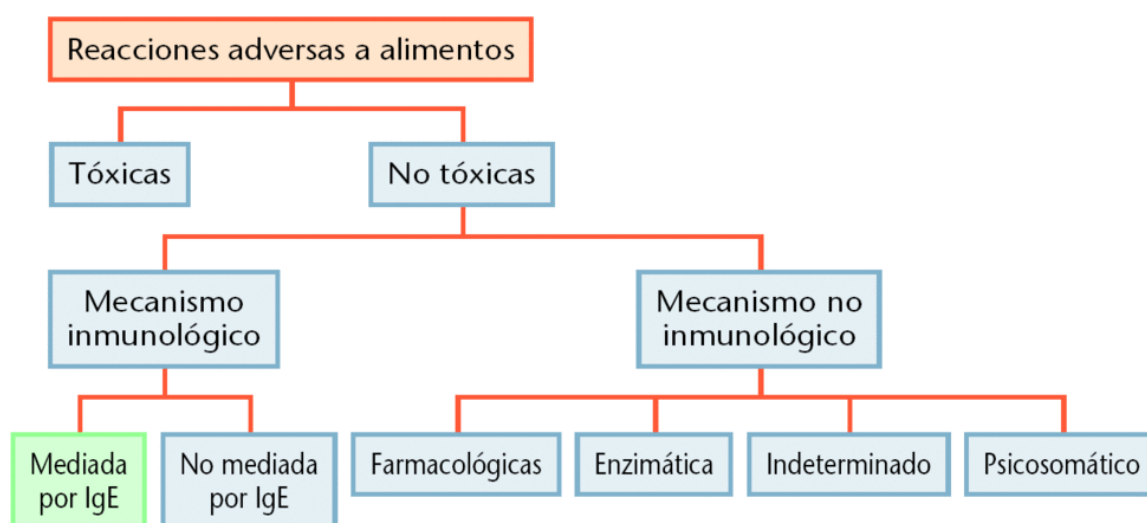 Reacciones adversas a alimentos
Tóxicas
No tóxicas
Mecanismo
inmunológico
Mecanismo no
inmunológico
Mediada
por IgE
No mediada
por IgE
Farmacológicas
Enzimática
Indeterminado
Psicosomático